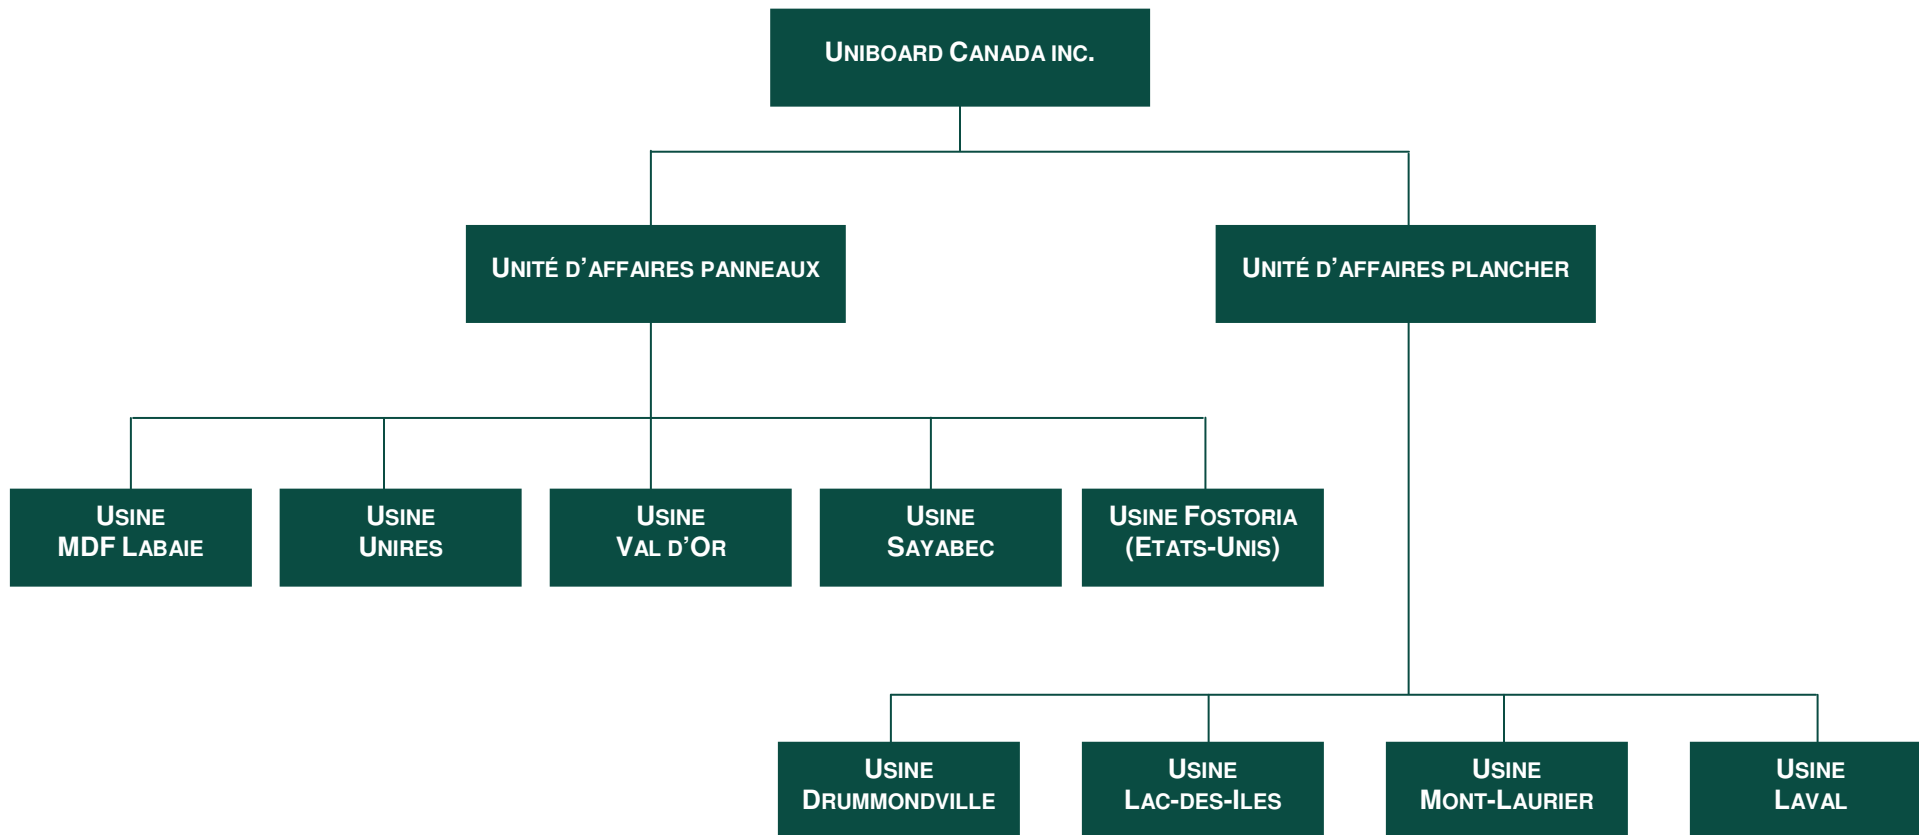 UNIBOARD CANADA INC.
UNITÉ D’AFFAIRES PANNEAUX
UNITÉ D’AFFAIRES PLANCHER
USINE
MDF LABAIE
USINE
UNIRES
USINE
VAL D’OR
USINE
SAYABEC
USINE FOSTORIA
(ETATS-UNIS)
USINE
DRUMMONDVILLE
USINE
LAC-DES-ILES
USINE
MONT-LAURIER
USINE
LAVAL